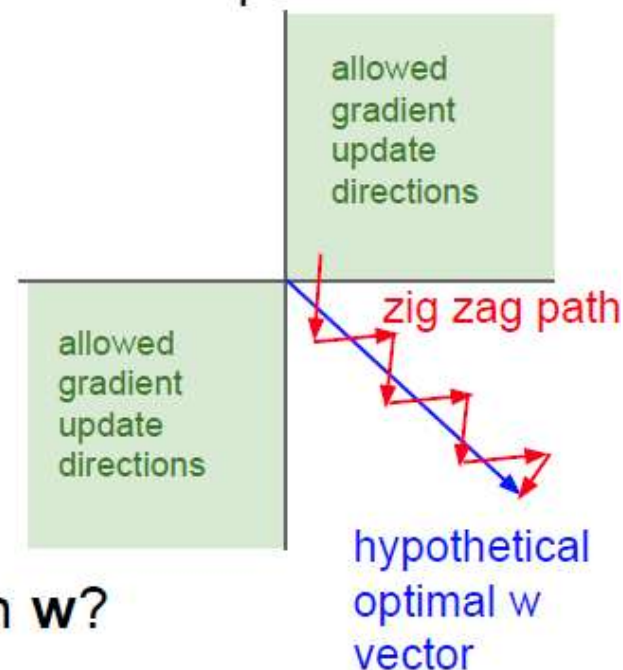 allowed
gradient
update
directions
zig zag path
allowed
gradient
update
directions
hypothetical
optimal w
vector
w?